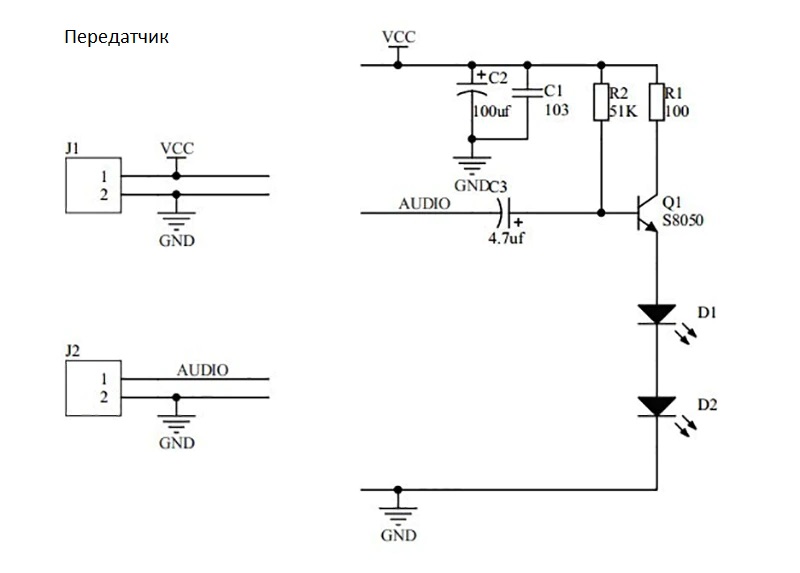 Передатчик
VCC
C2
100uf
C1
103
R2
51K
R1
100
GND
J1
1
2
VCC
GND
AUDIO
C3
4.7uf
Q1
S8050
D1
D2
J2
1
2
AUDIO
GND
GND